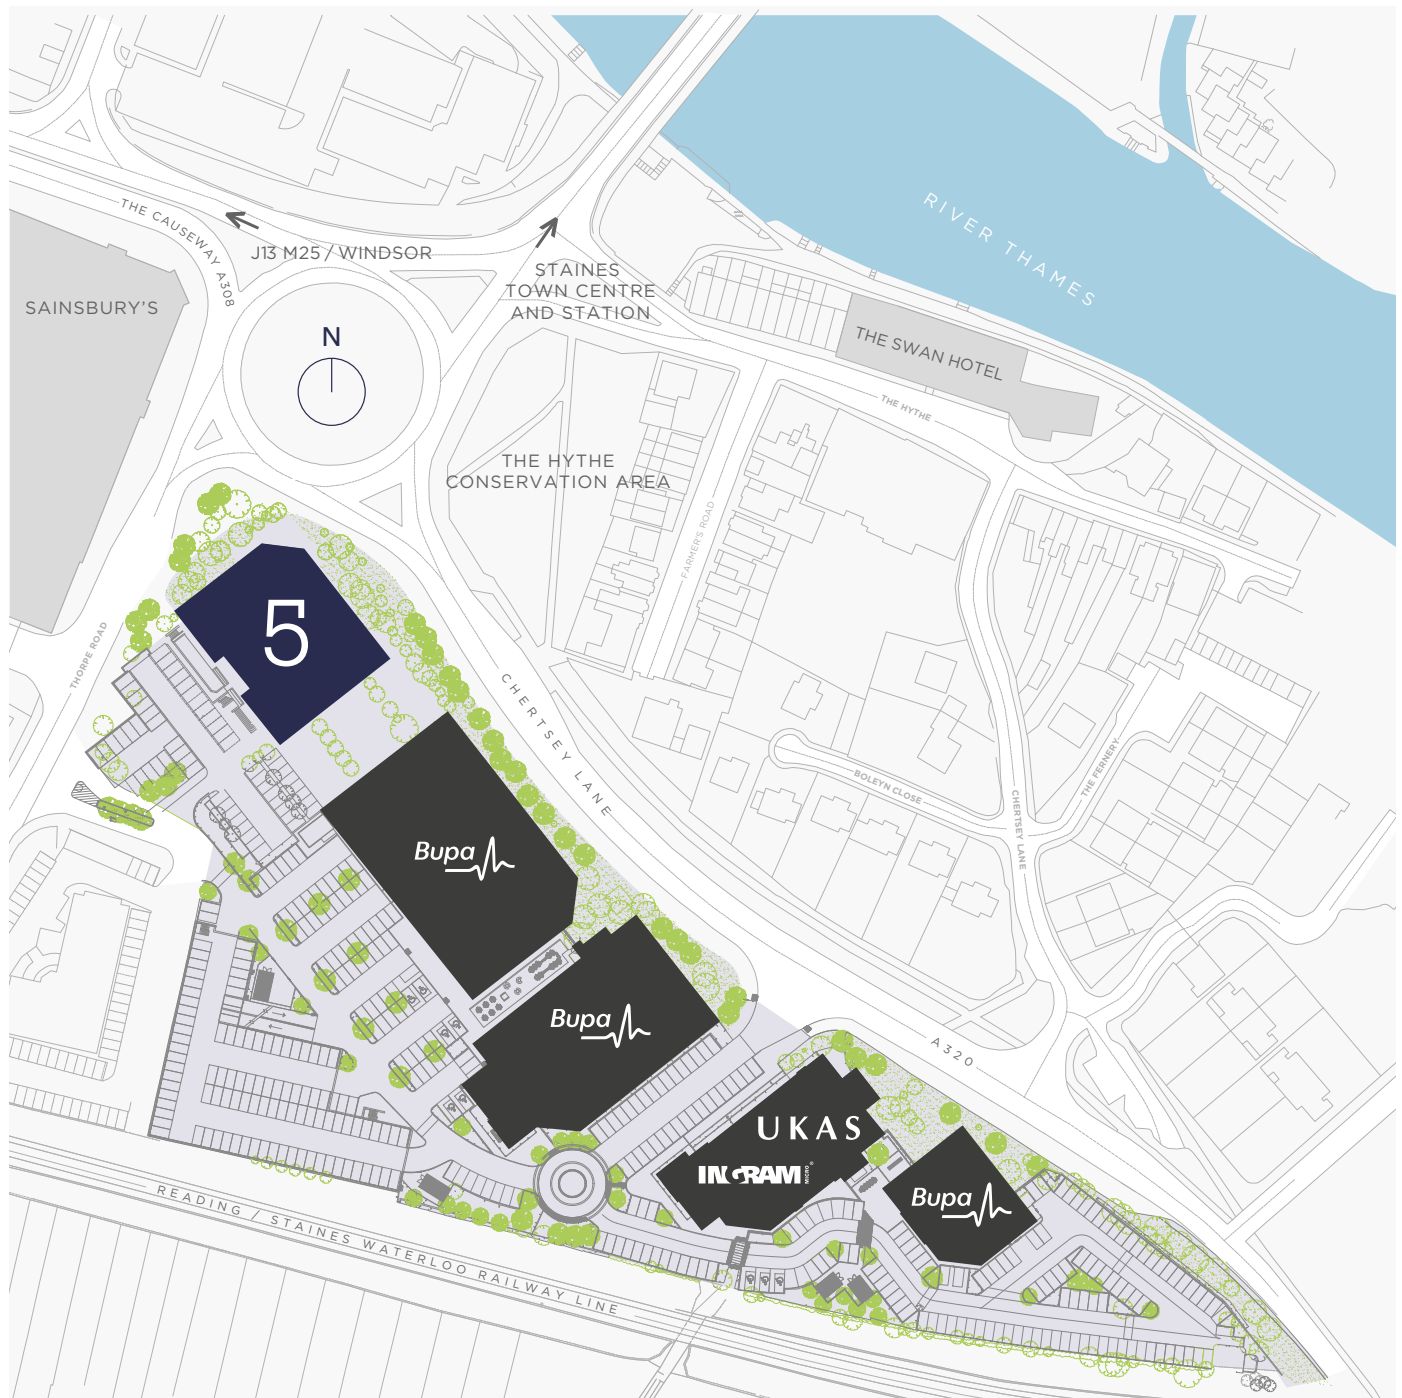 RIVER THAMES
THE CAUSEWAY A308
J13 M25 / WINDSOR
STAINES
TOWN CENTRE
AND STATION
SAINSBURY'S
N
THE SWAN HOTEL
THE HYTHE
THE HYTHE
CONSERVATION AREA
FARMER'S ROAD
5
THORPE ROAD
CHERTSEY LANE
BOLEYN CLOSE
THE FERNERY
CHERTSEY LANE
Bupa
Bupa
A320
UKAS
INGRAM MICRO
Bupa
READING / STAINES WATERLOO RAILWAY LINE